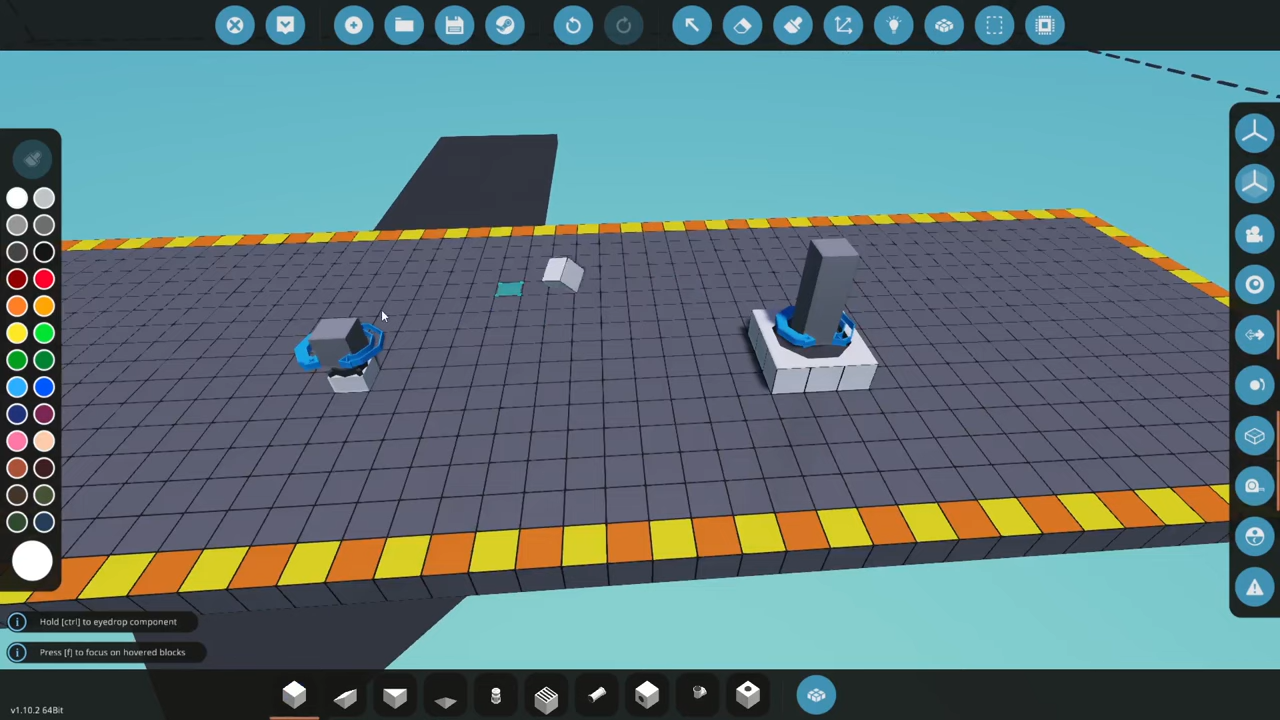 Hold [ctrl] to eyedrop component
Press [f] to focus on hovered blocks
v1.10.2 64Bit